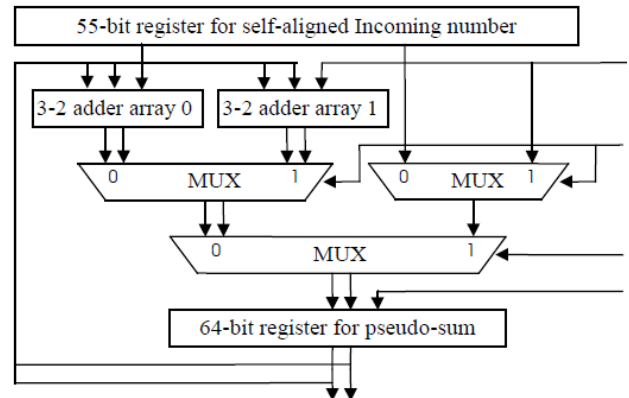 55-bit register for self-aligned Incoming number
3-2 adder array 0
3-2 adder array 1
0 MUX 1
0 MUX 1
0 MUX 1
64-bit register for pseudo-sum